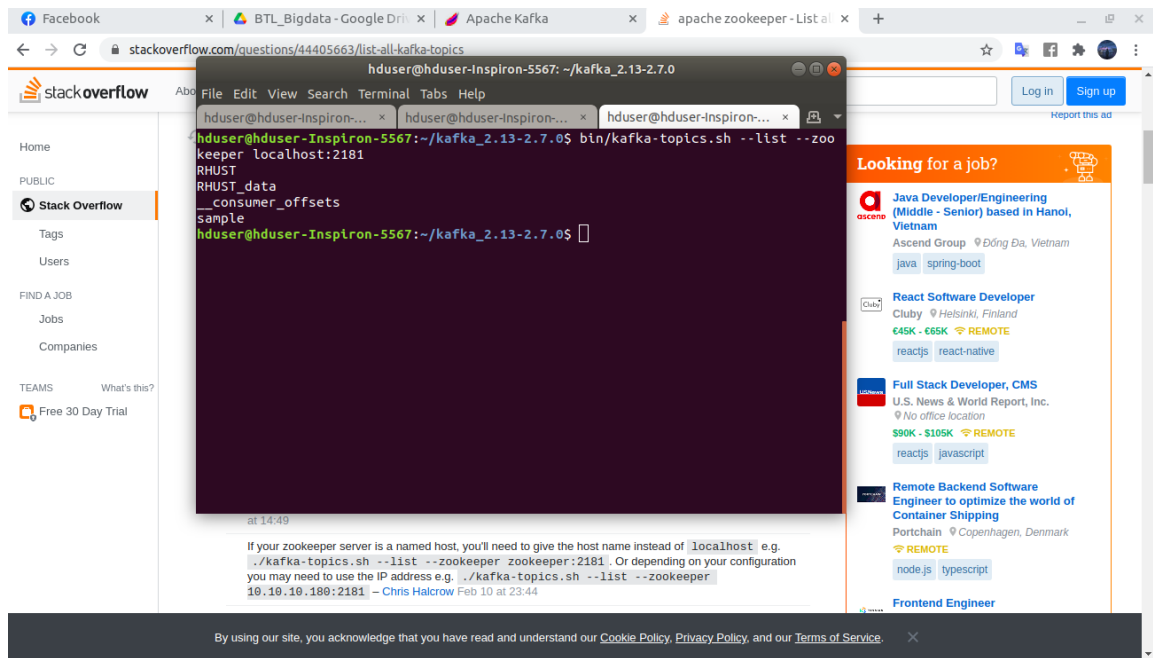 Facebook
BTL_Bigdata - Google Driv
Apache Kafka
apache zookeeper - List al
stackoverflow.com/questions/44405663/list-all-kafka-topics
hduser@hduser-Inspiron-5567: ~/kafka_2.13-2.7.0
stack overflow
Abo
File Edit View Search Terminal Tabs Help
Log in
Sign up
hduser@hduser-Inspiron-...
hduser@hduser-Inspiron-...
hduser@hduser-Inspiron-...
Report this ad
hduser@hduser-Inspiron-5567:~/kafka_2.13-2.7.0$ bin/kafka-topics.sh --list --zoo
keeper localhost:2181
RHUST
RHUST_data
__consumer_offsets
sample
hduser@hduser-Inspiron-5567:~/kafka_2.13-2.7.0$
Home
PUBLIC
Stack Overflow
Tags
Users
FIND A JOB
Jobs
Companies
TEAMS What's this?
Free 30 Day Trial
Looking for a job?
ascend
Java Developer/Engineering
(Middle - Senior) based in Hanoi,
Vietnam
Ascend Group Đống Đa, Vietnam
java spring-boot
Cluby
React Software Developer
Cluby Helsinki, Finland
€45K - €65K REMOTE
reactjs react-native
U.S.News
Full Stack Developer, CMS
U.S. News & World Report, Inc.
No office location
$90K - $105K REMOTE
reactjs javascript
Remote Backend Software
Engineer to optimize the world of
Container Shipping
Portchain Copenhagen, Denmark
REMOTE
node.js typescript
Frontend Engineer
at 14:49
If your zookeeper server is a named host, you'll need to give the host name instead of localhost e.g.
./kafka-topics.sh --list --zookeeper zookeeper:2181 . Or depending on your configuration
you may need to use the IP address e.g. ./kafka-topics.sh --list --zookeeper
10.10.10.180:2181 – Chris Halcrow Feb 10 at 23:44
By using our site, you acknowledge that you have read and understand our Cookie Policy, Privacy Policy, and our Terms of Service.